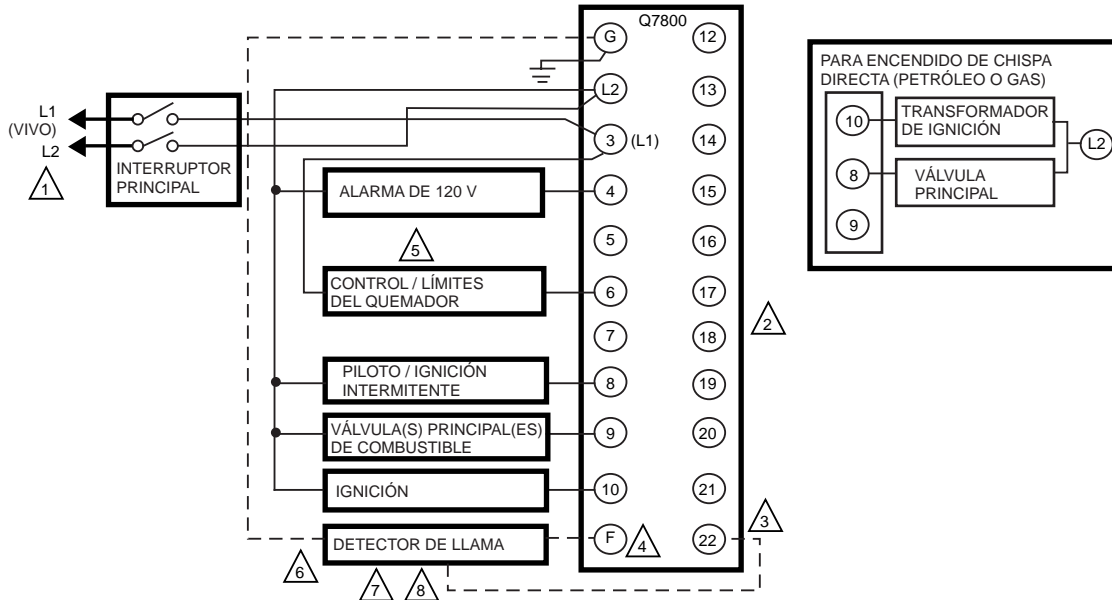 Q7800
G
12
L2
13
L1
(VIVO)
L2
1
INTERRUPTOR
PRINCIPAL
3
(L1)
14
ALARMA DE 120 V
4
15
5
5
16
CONTROL / LÍMITES
DEL QUEMADOR
6
17
2
7
18
PILOTO / IGNICIÓN
INTERMITENTE
8
19
VÁLVULA(S) PRINCIPAL(ES)
DE COMBUSTIBLE
9
20
IGNICIÓN
10
21
3
DETECTOR DE LLAMA
F
4
22
6
7
8
PARA ENCENDIDO DE CHISPA
DIRECTA (PETRÓLEO O GAS)
10
TRANSFORMADOR
DE IGNICIÓN
L2
8
VÁLVULA
PRINCIPAL
9